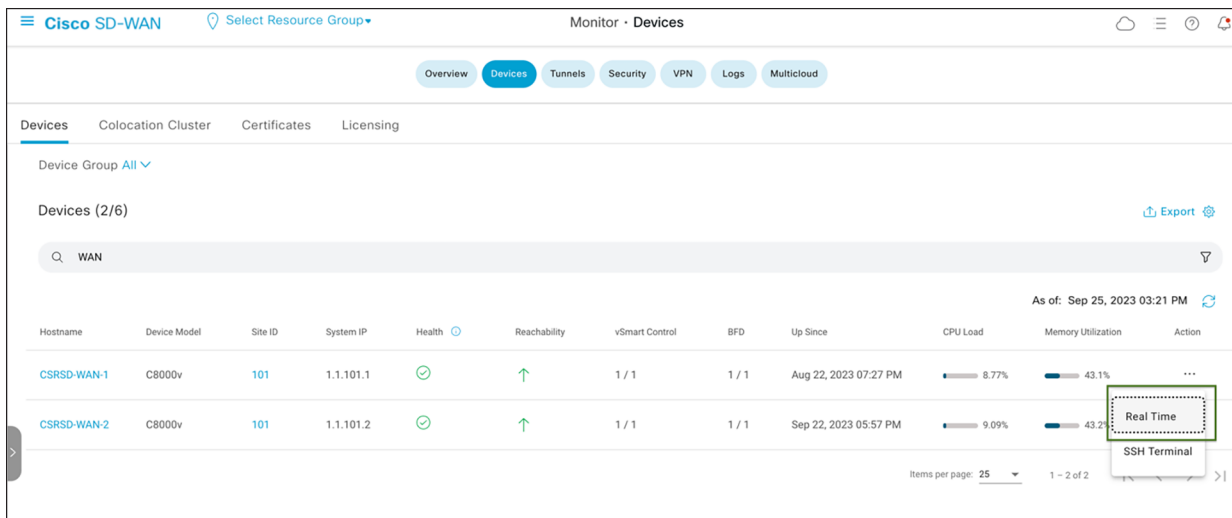 Cisco SD-WAN Select Resource Group Monitor · Devices
Overview Devices Tunnels Security VPN Logs Multicloud
Devices Colocation Cluster Certificates Licensing
Device Group All
Devices (2/6) Export
WAN
As of: Sep 25, 2023 03:21 PM
Hostname Device Model Site ID System IP Health Reachability vSmart Control BFD Up Since CPU Load Memory Utilization Action
CSRSD-WAN-1 C8000v 101 1.1.101.1 1 / 1 1 / 1 Aug 22, 2023 07:27 PM 8.77% 43.1% ...
Real Time
CSRSD-WAN-2 C8000v 101 1.1.101.2 1 / 1 1 / 1 Sep 22, 2023 05:57 PM 9.09% 43.2%
SSH Terminal
Items per page: 25 1 – 2 of 2